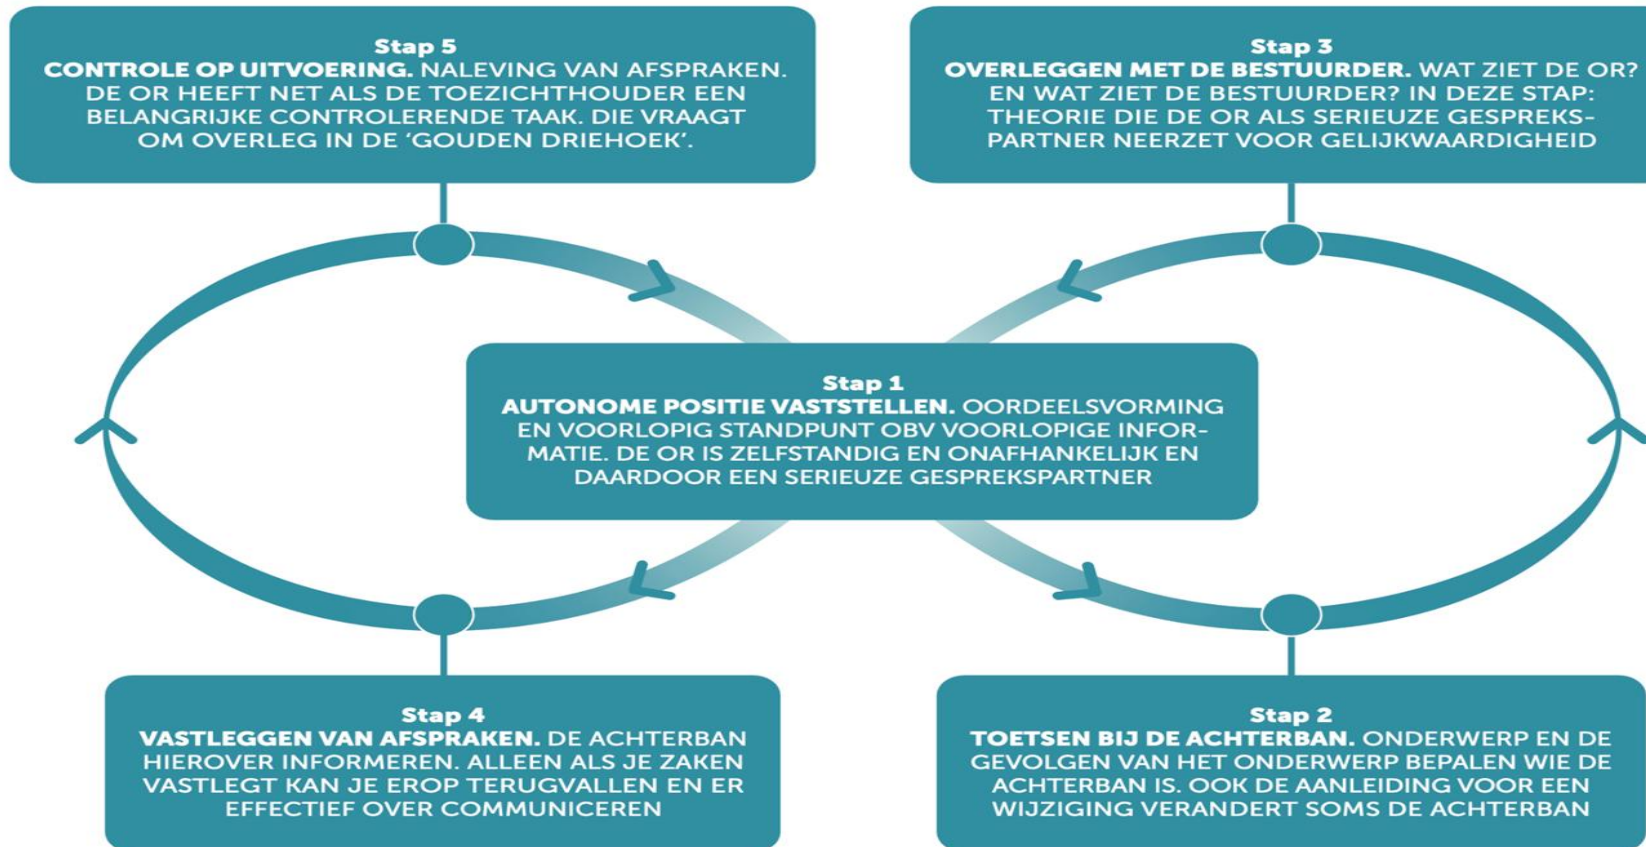 Stap 5
CONTROLE OP UITVOERING. NALEVING VAN AFSPRAKEN.
DE OR HEEFT NET ALS DE TOEZICHTHOUDER EEN
BELANGRIJKE CONTROLERENDE TAAK. DIE VRAAGT
OM OVERLEG IN DE ‘GOUDEN DRIEHOEK’.
Stap 3
OVERLEGGEN MET DE BESTUURDER. WAT ZIET DE OR?
EN WAT ZIET DE BESTUURDER? IN DEZE STAP:
THEORIE DIE DE OR ALS SERIEUZE GESPREKS-
PARTNER NEERZET VOOR GELIJKWAARDIGHEID
Stap 1
AUTONOME POSITIE VASTSTELLEN. OORDEELSVORMING
EN VOORLOPIG STANDPUNT OBV VOORLOPIGE INFOR-
MATIE. DE OR IS ZELFSTANDIG EN ONAFHANKELIJK EN
DAARDOOR EEN SERIEUZE GESPREKSPARTNER
Stap 4
VASTLEGGEN VAN AFSPRAKEN. DE ACHTERBAN
HIEROVER INFORMEREN. ALLEEN ALS JE ZAKEN
VASTLEGT KAN JE EROP TERUGVALLEN EN ER
EFFECTIEF OVER COMMUNICEREN
Stap 2
TOETSEN BIJ DE ACHTERBAN. ONDERWERP EN DE
GEVOLGEN VAN HET ONDERWERP BEPALEN WIE DE
ACHTERBAN IS. OOK DE AANLEIDING VOOR EEN
WIJZIGING VERANDERT SOMS DE ACHTERBAN